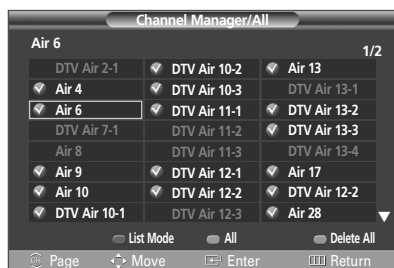 Channel Manager/All
Air 6
1/2
DTV Air 2-1 DTV Air 10-2 Air 13
Air 4 DTV Air 10-3 DTV Air 13-1
Air 6 DTV Air 11-1 DTV Air 13-2
DTV Air 7-1 DTV Air 11-2 DTV Air 13-3
Air 8 DTV Air 11-3 DTV Air 13-4
Air 9 DTV Air 12-1 Air 17
Air 10 DTV Air 12-2 DTV Air 12-2
DTV Air 10-1 DTV Air 12-3 Air 28
List Mode All Delete All
Page Move Enter Return